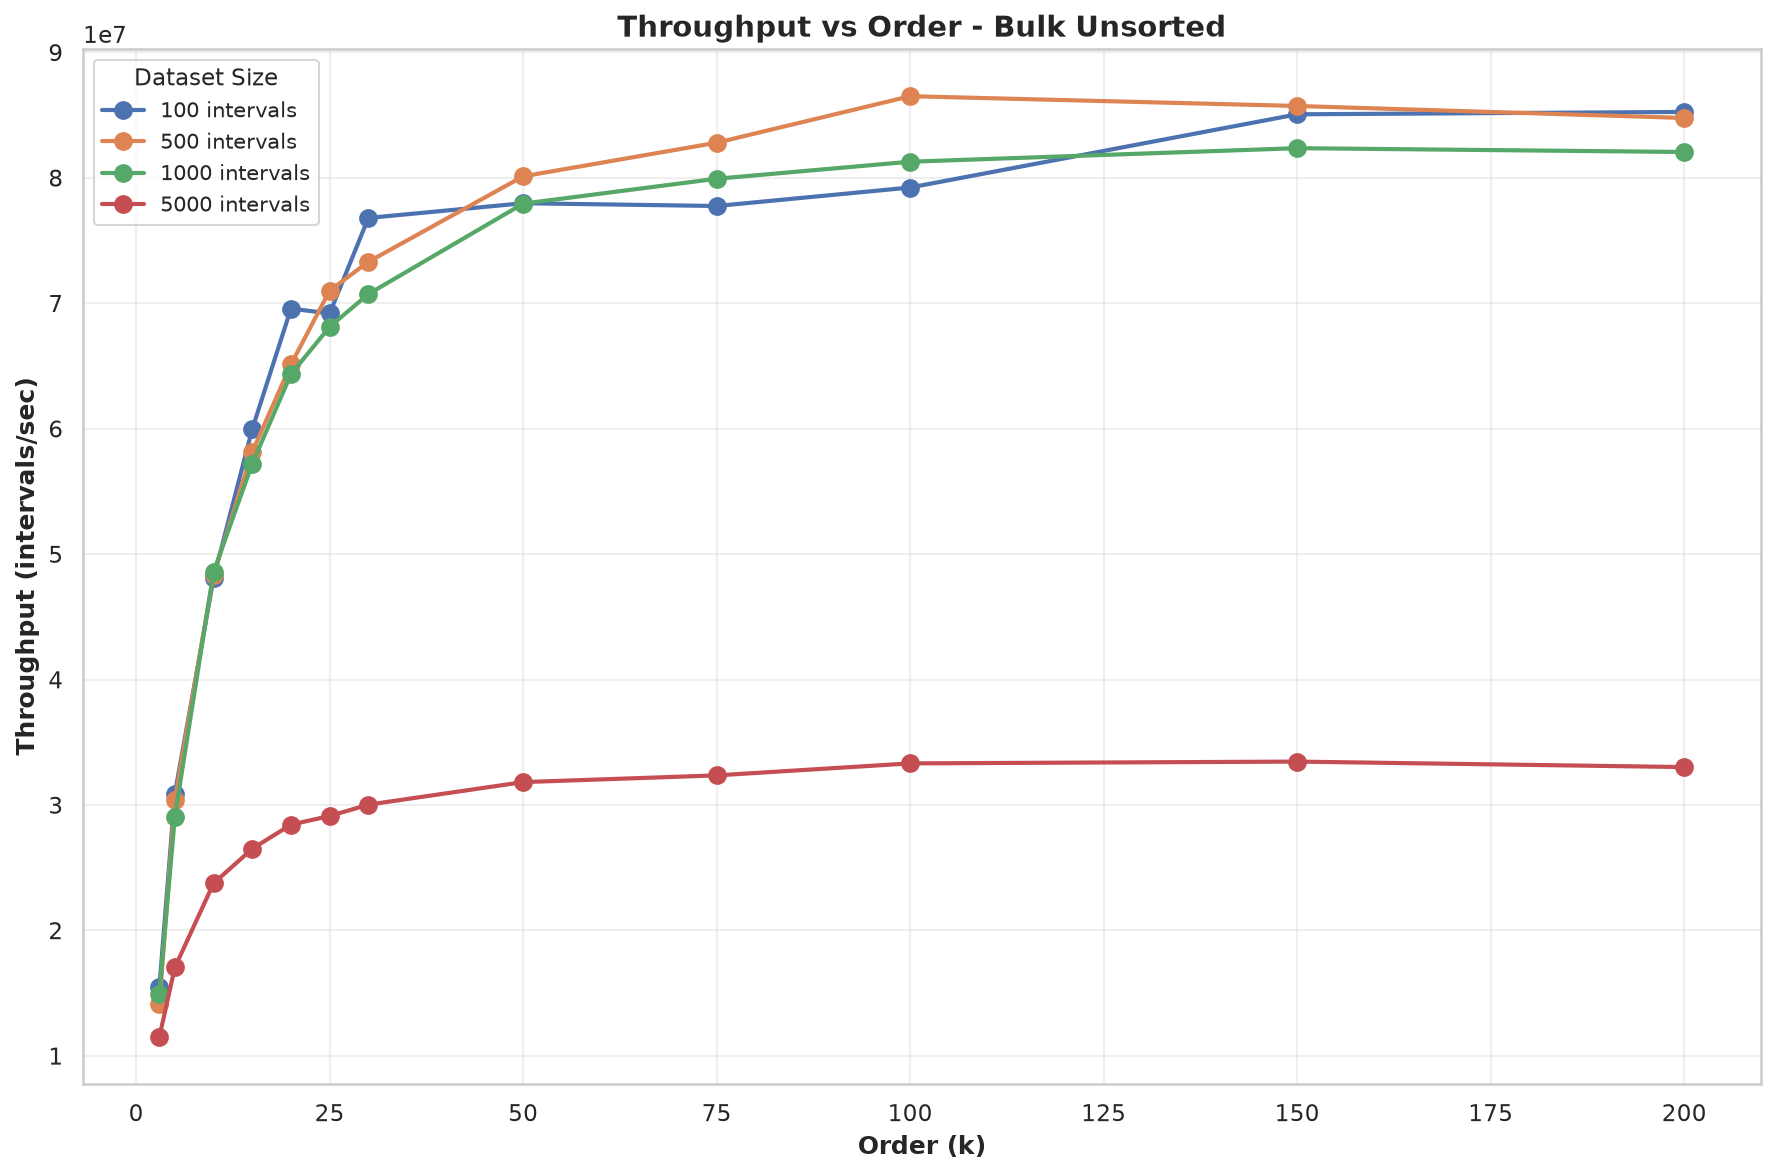 Throughput vs Order - Bulk Unsorted
1e7
Dataset Size
100 intervals
500 intervals
1000 intervals
5000 intervals
9
8
7
6
5
4
3
2
1
Throughput (intervals/sec)
0 25 50 75 100 125 150 175 200
Order (k)